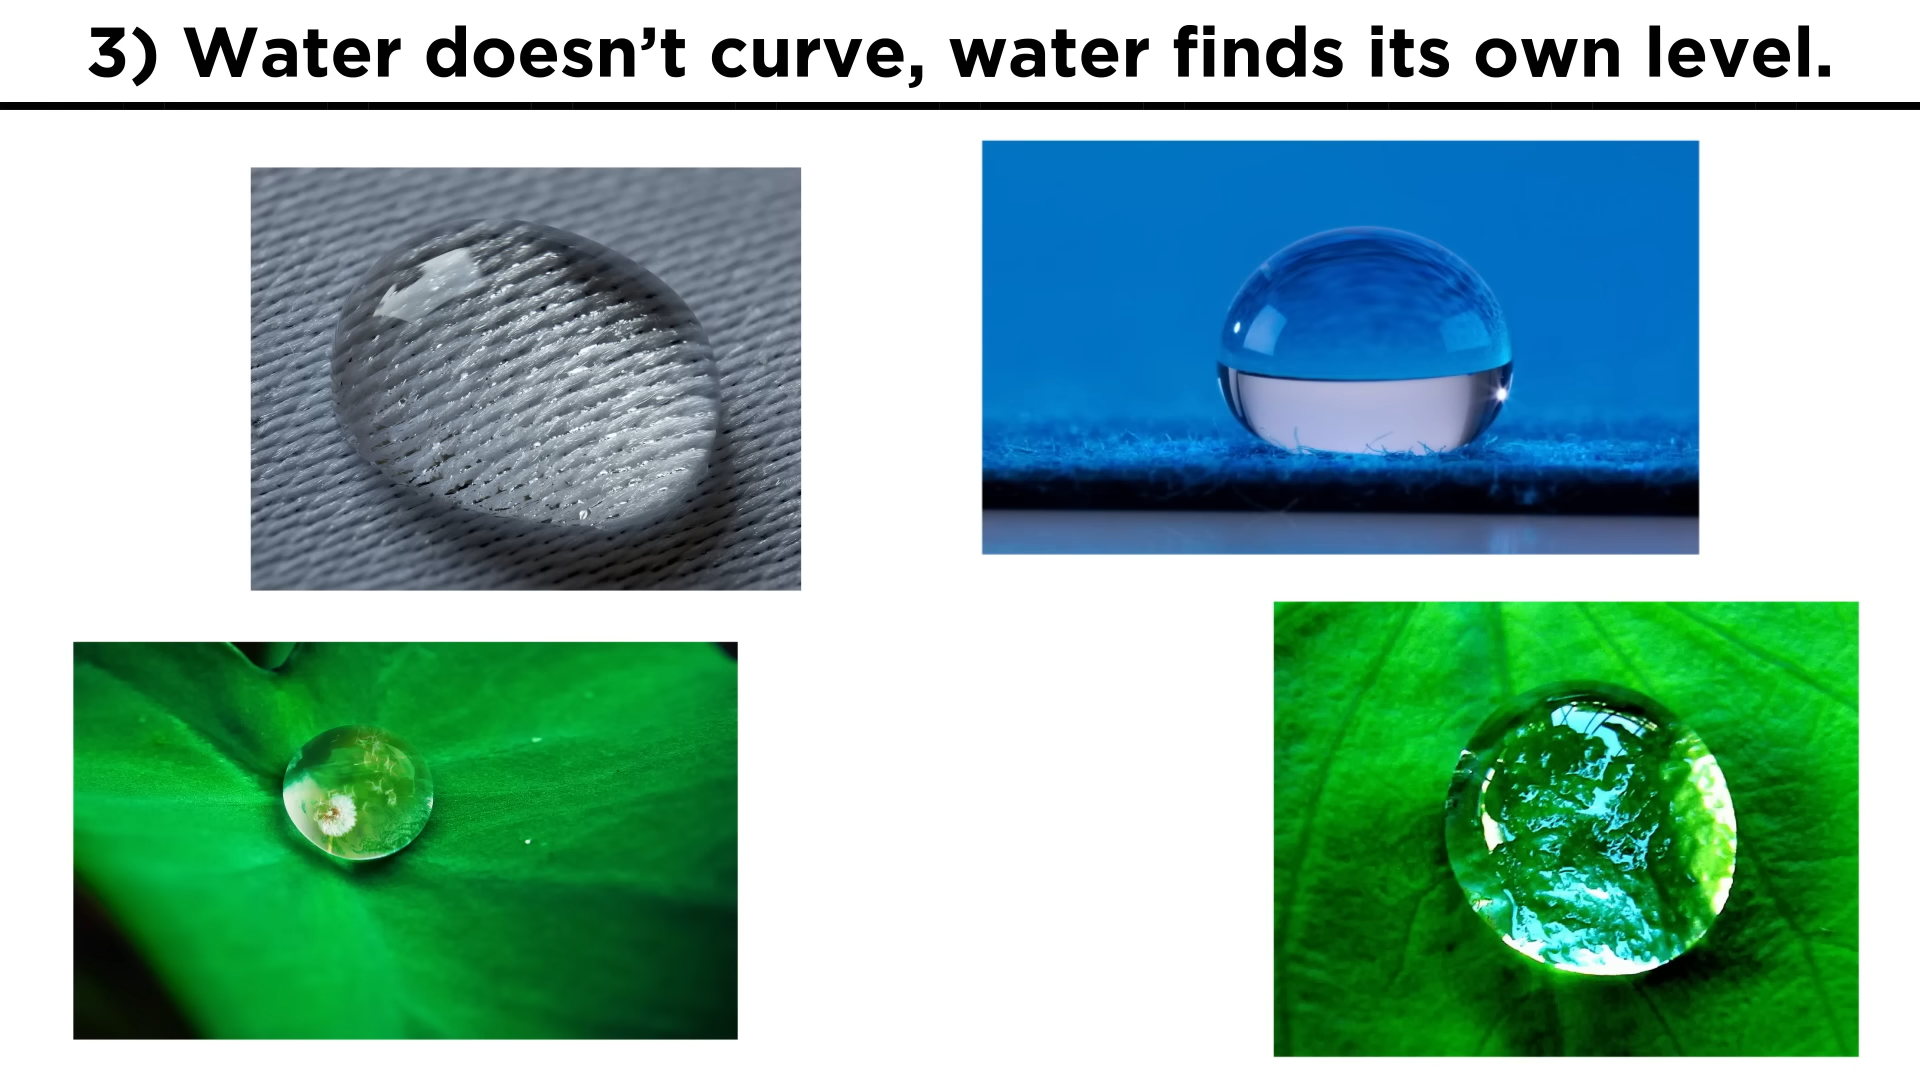 3) Water doesn’t curve, water finds its own level.